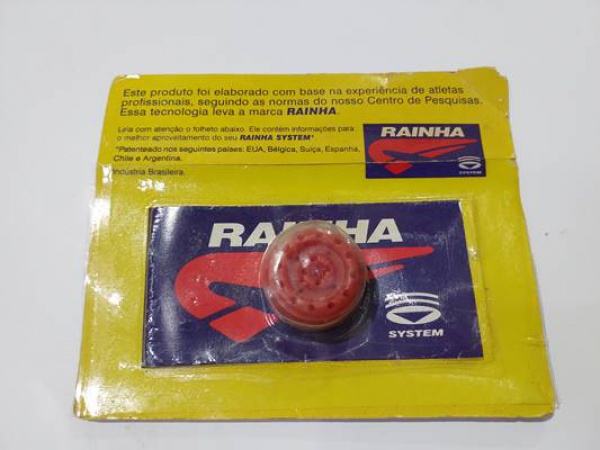 Este produto foi elaborado com base na experiência de atletas
profissionais, seguindo as normas do nosso Centro de Pesquisas.
Essa tecnologia leva a marca RAINHA.
Leia com atenção o folheto abaixo. Ele contém informações para
o melhor aproveitamento do seu RAINHA SYSTEM*.
*Patenteado nos seguintes países: EUA, Bélgica, Suiça, Espanha,
Chile e Argentina.
Indústria Brasileira.
RAINHA
SYSTEM
RAINHA
SYSTEM